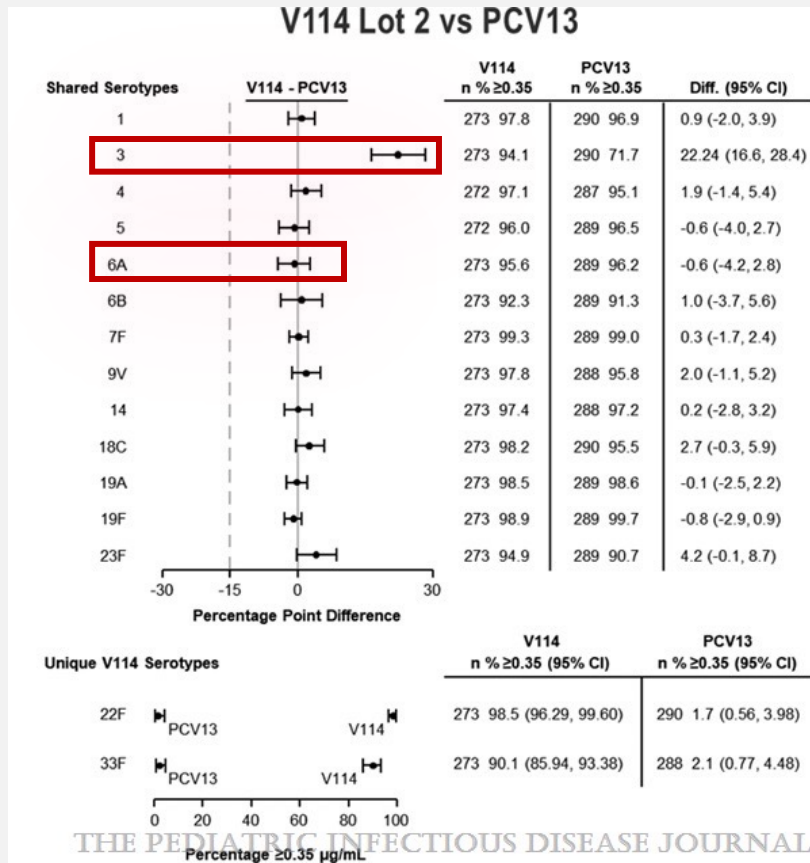 V114 Lot 2 vs PCV13
V114 PCV13
Shared Serotypes V114 - PCV13 n % ≥0.35 n % ≥0.35 Diff. (95% CI)
1 273 97.8 290 96.9 0.9 (-2.0, 3.9)
3 273 94.1 290 71.7 22.24 (16.6, 28.4)
4 272 97.1 287 95.1 1.9 (-1.4, 5.4)
5 272 96.0 289 96.5 -0.6 (-4.0, 2.7)
6A 273 95.6 289 96.2 -0.6 (-4.2, 2.8)
6B 273 92.3 289 91.3 1.0 (-3.7, 5.6)
7F 273 99.3 289 99.0 0.3 (-1.7, 2.4)
9V 273 97.8 288 95.8 2.0 (-1.1, 5.2)
14 273 97.4 288 97.2 0.2 (-2.8, 3.2)
18C 273 98.2 290 95.5 2.7 (-0.3, 5.9)
19A 273 98.5 289 98.6 -0.1 (-2.5, 2.2)
19F 273 98.9 289 99.7 -0.8 (-2.9, 0.9)
23F 273 94.9 289 90.7 4.2 (-0.1, 8.7)
-30 -15 0 30
Percentage Point Difference
V114 PCV13
Unique V114 Serotypes n % ≥0.35 (95% CI) n % ≥0.35 (95% CI)
22F PCV13 V114 273 98.5 (96.29, 99.60) 290 1.7 (0.56, 3.98)
33F PCV13 V114 273 90.1 (85.94, 93.38) 288 2.1 (0.77, 4.48)
0 20 40 60 80 100
THE PEDIATRIC INFECTIOUS DISEASE JOURNAL
Percentage ≥0.35 µg/mL